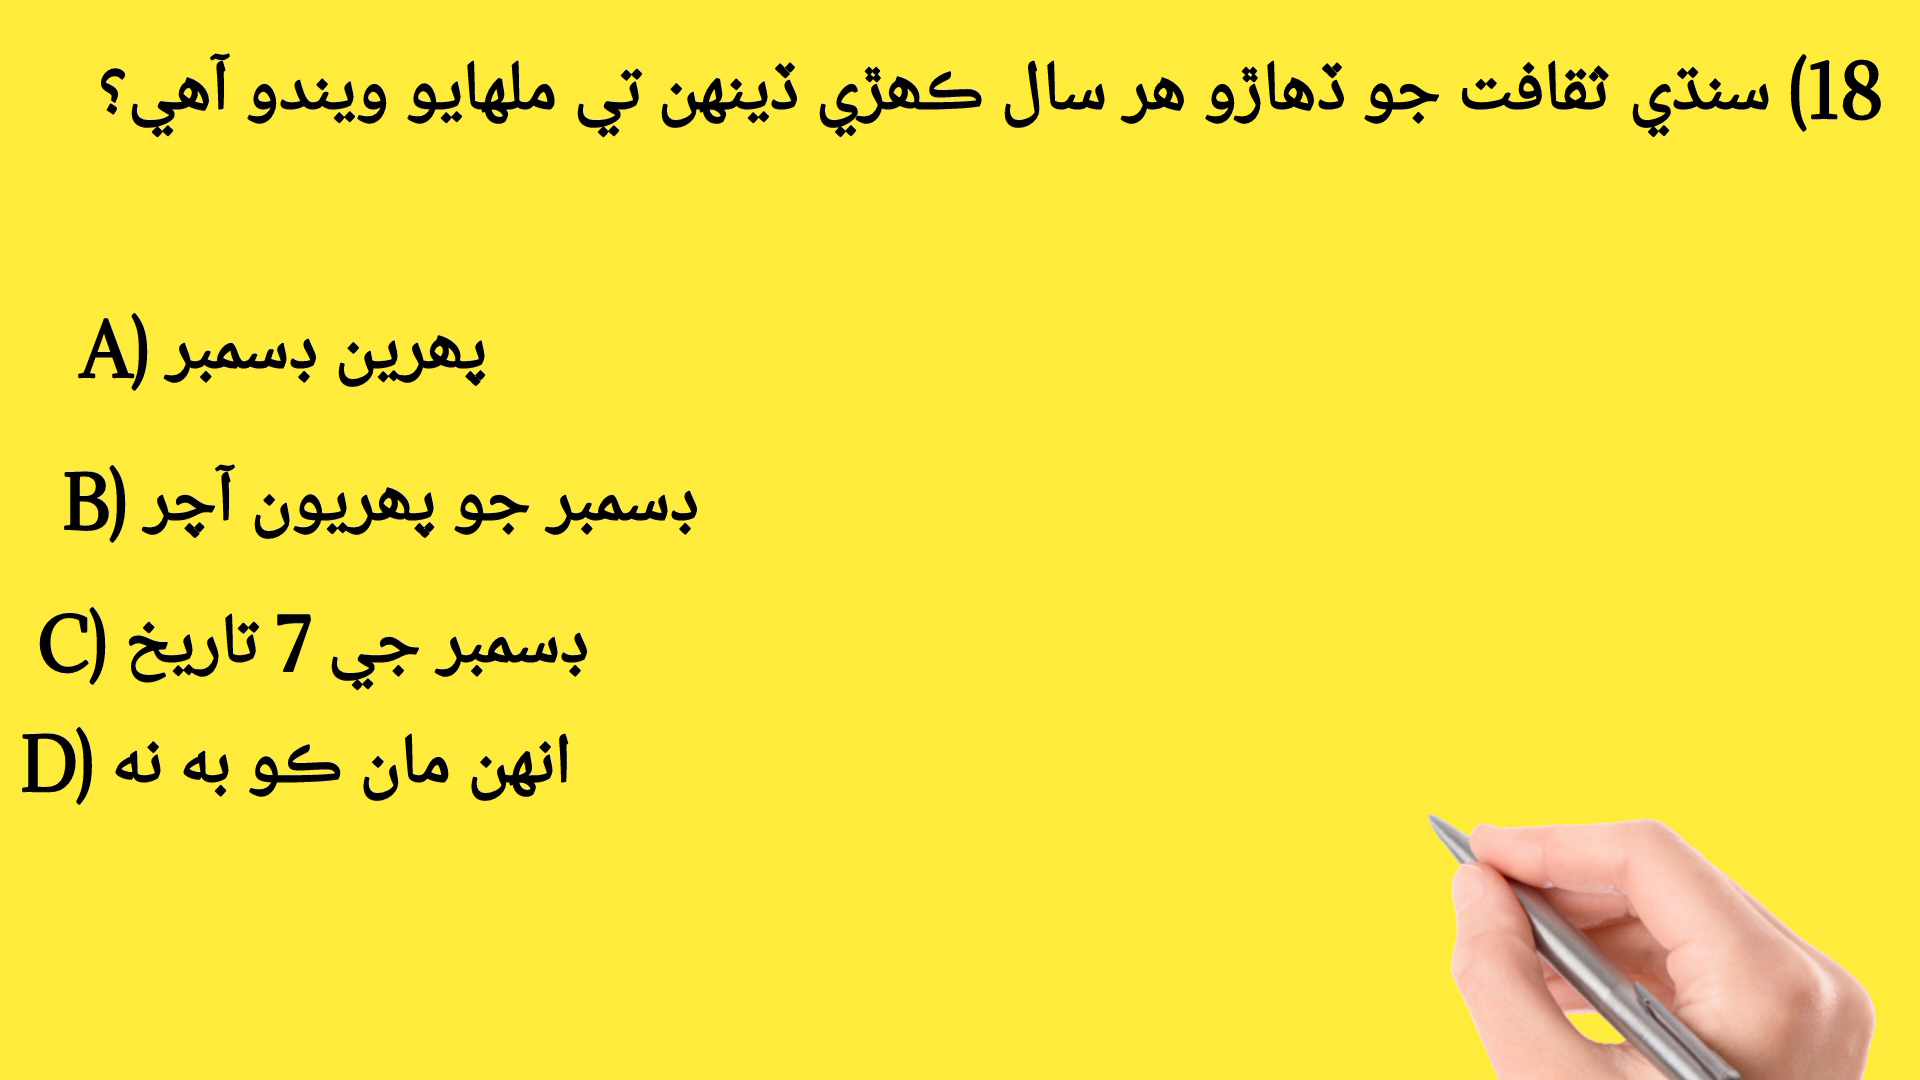 18) سنڌي ثقافت جو ڏهاڙو هر سال ڪهڙي ڏينهن تي ملهايو ويندو آهي؟
A) پهرين ڊسمبر
B) ڊسمبر جو پهريون آچر
C) ڊسمبر جي 7 تاريخ
D) انهن مان ڪو به نه